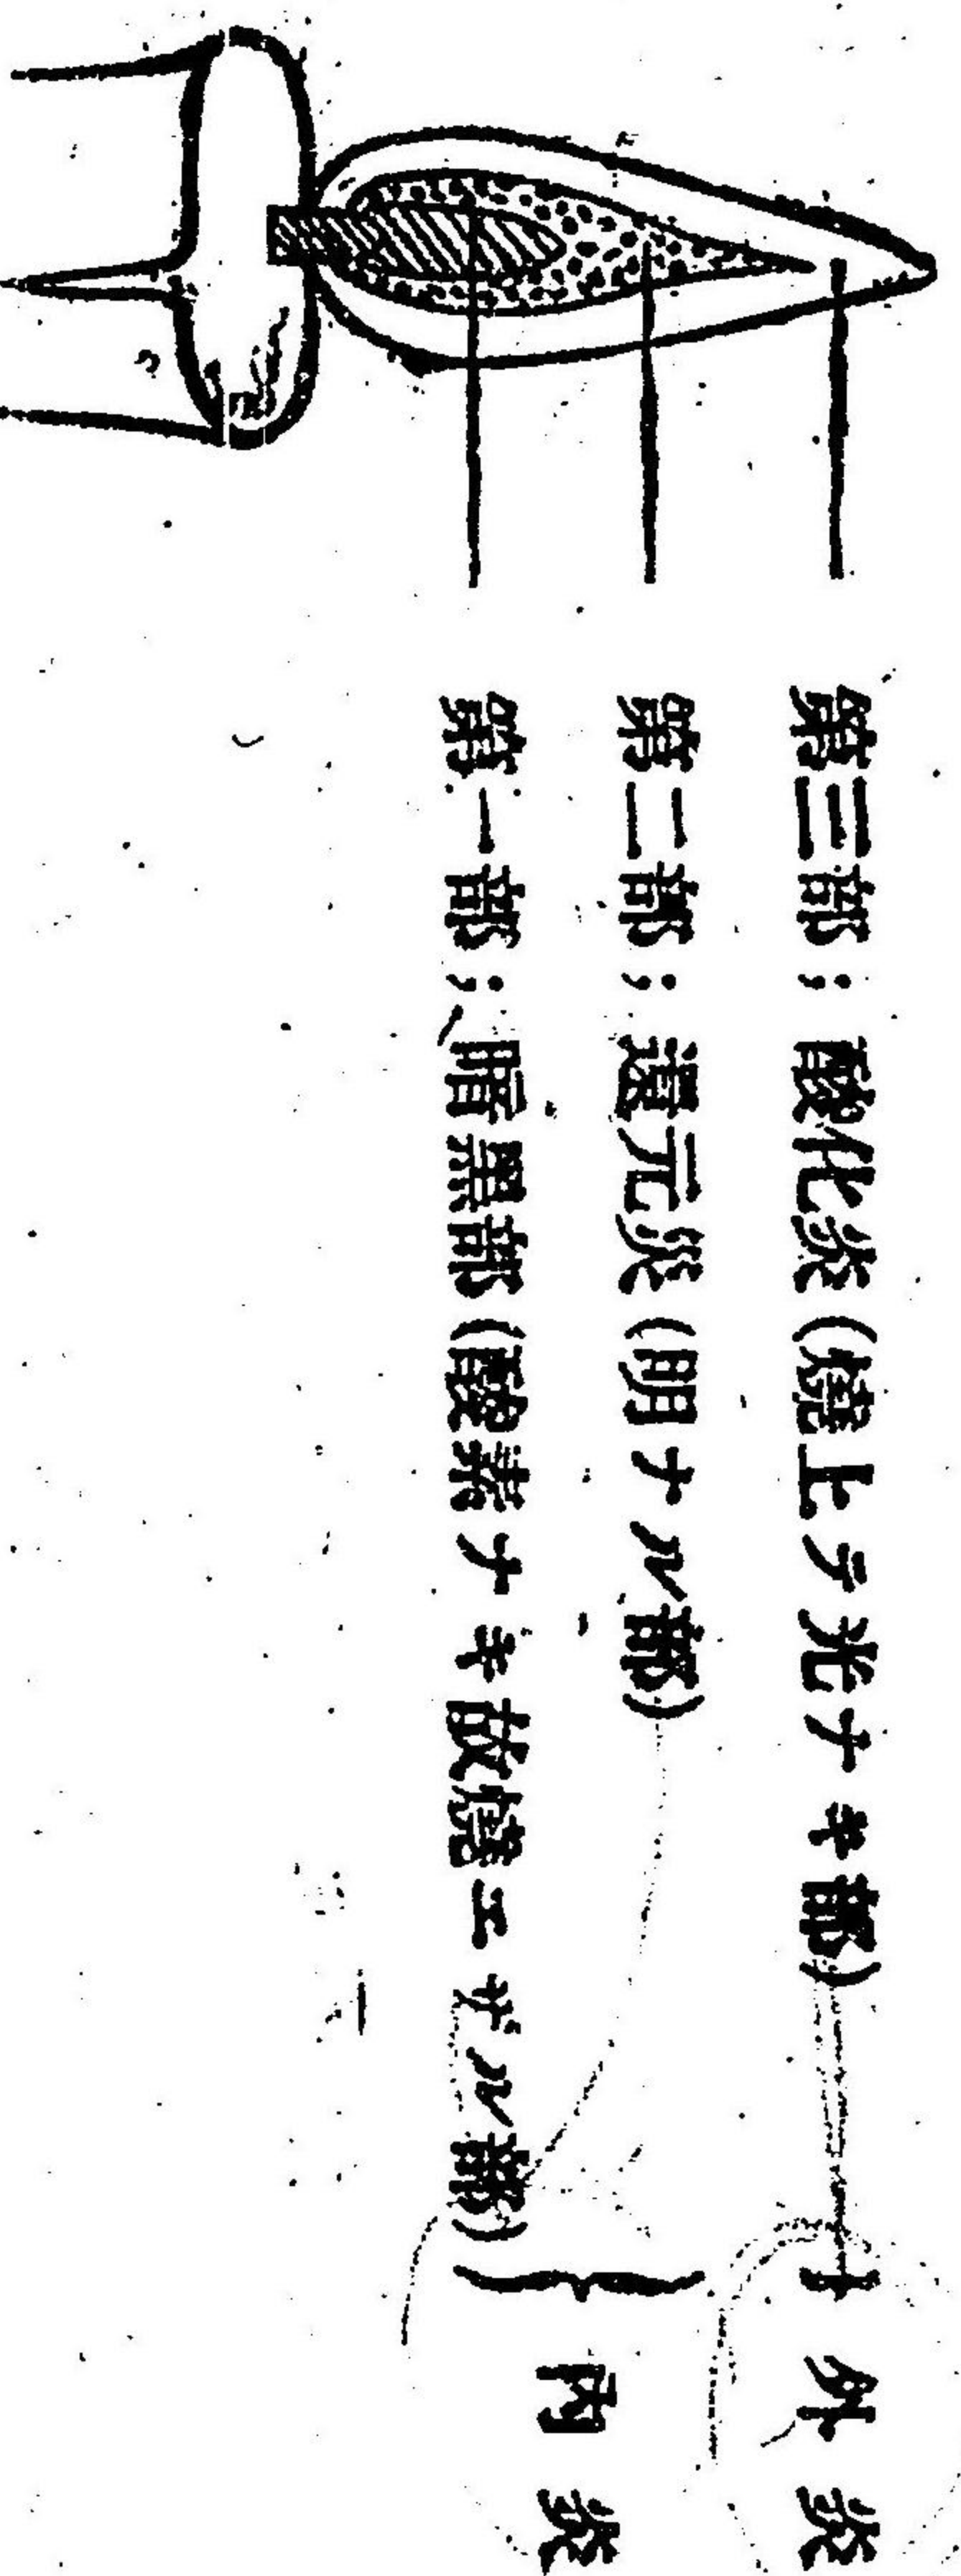 第三部; 酸化炎(燒上テ光ナキ部)} 外炎
第二部; 還元炎(明ナル部)
第一部; 暗黑部(酸素ナキ故燒エザル部)
} 內炎